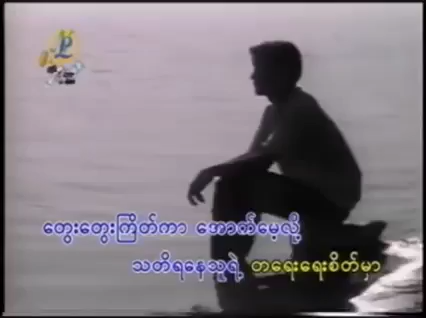 တွေးတွေးကြိတ်ကာ အောက်မေ့လို့
သတိရနေသူရဲ့ တရေးရေးစိတ်မှာ